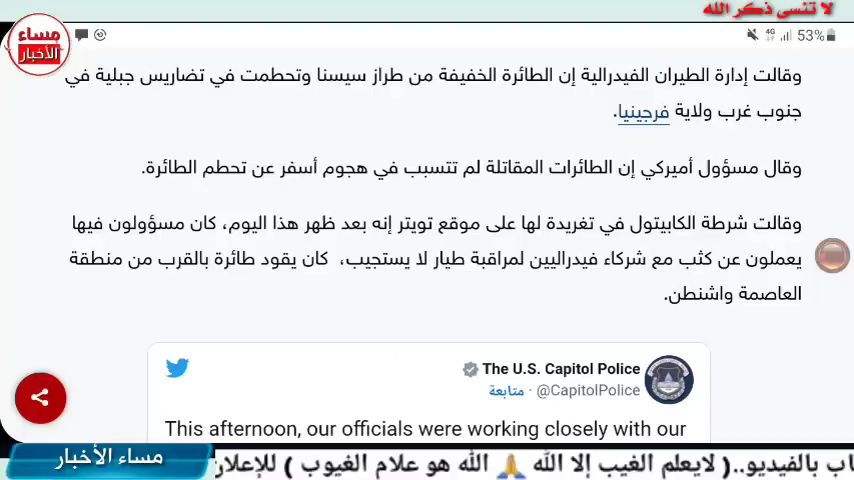 لا تنسى ذكر الله
مساء
الأخبار
4G
53%
وقالت إدارة الطيران الفيدرالية إن الطائرة الخفيفة من طراز سيسنا وتحطمت في تضاريس جبلية في
جنوب غرب ولاية فرجينيا.
وقال مسؤول أميركي إن الطائرات المقاتلة لم تتسبب في هجوم أسفر عن تحطم الطائرة.
وقالت شرطة الكابيتول في تغريدة لها على موقع تويتر إنه بعد ظهر هذا اليوم، كان مسؤولون فيها
يعملون عن كثب مع شركاء فيدراليين لمراقبة طيار لا يستجيب، كان يقود طائرة بالقرب من منطقة
العاصمة واشنطن.
The U.S. Capitol Police
@CapitolPolice · متابعة
This afternoon, our officials were working closely with our
مساء الأخبار
بالفيديو..( لايعلم الغيب إلا الله 🙏 الله هو علام الغيوب ) للإعلان